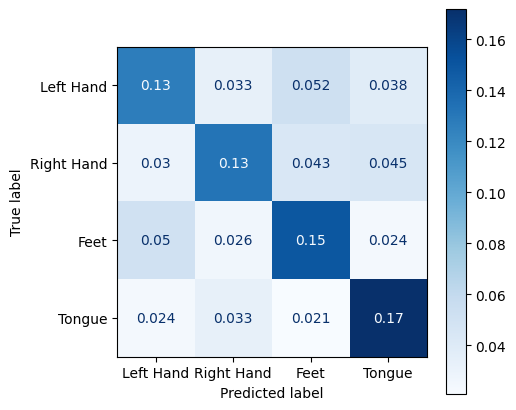 0.16
0.14
0.12
0.10
0.08
0.06
0.04
True label
Left Hand 0.13 0.033 0.052 0.038
Right Hand 0.03 0.13 0.043 0.045
Feet 0.05 0.026 0.15 0.024
Tongue 0.024 0.033 0.021 0.17
Left Hand Right Hand Feet Tongue
Predicted label